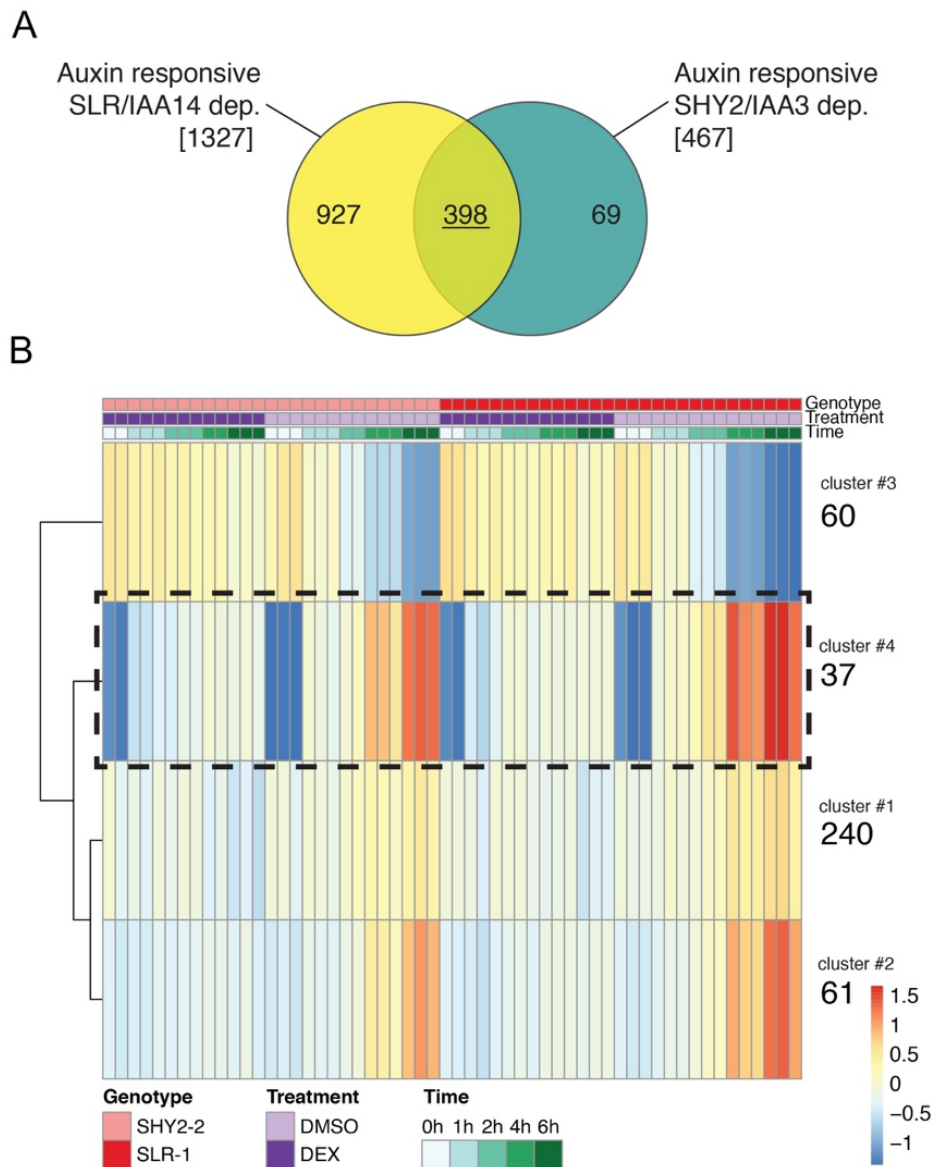 A
Auxin responsive
SLR/IAA14 dep.
[1327]
Auxin responsive
SHY2/IAA3 dep.
[467]
927
398
69
B
Genotype
Treatment
Time
cluster #3
60
cluster #4
37
cluster #1
240
cluster #2
61
1.5
1
0.5
0
−0.5
−1
Genotype
SHY2-2
SLR-1
Treatment
DMSO
DEX
Time
0h 1h 2h 4h 6h